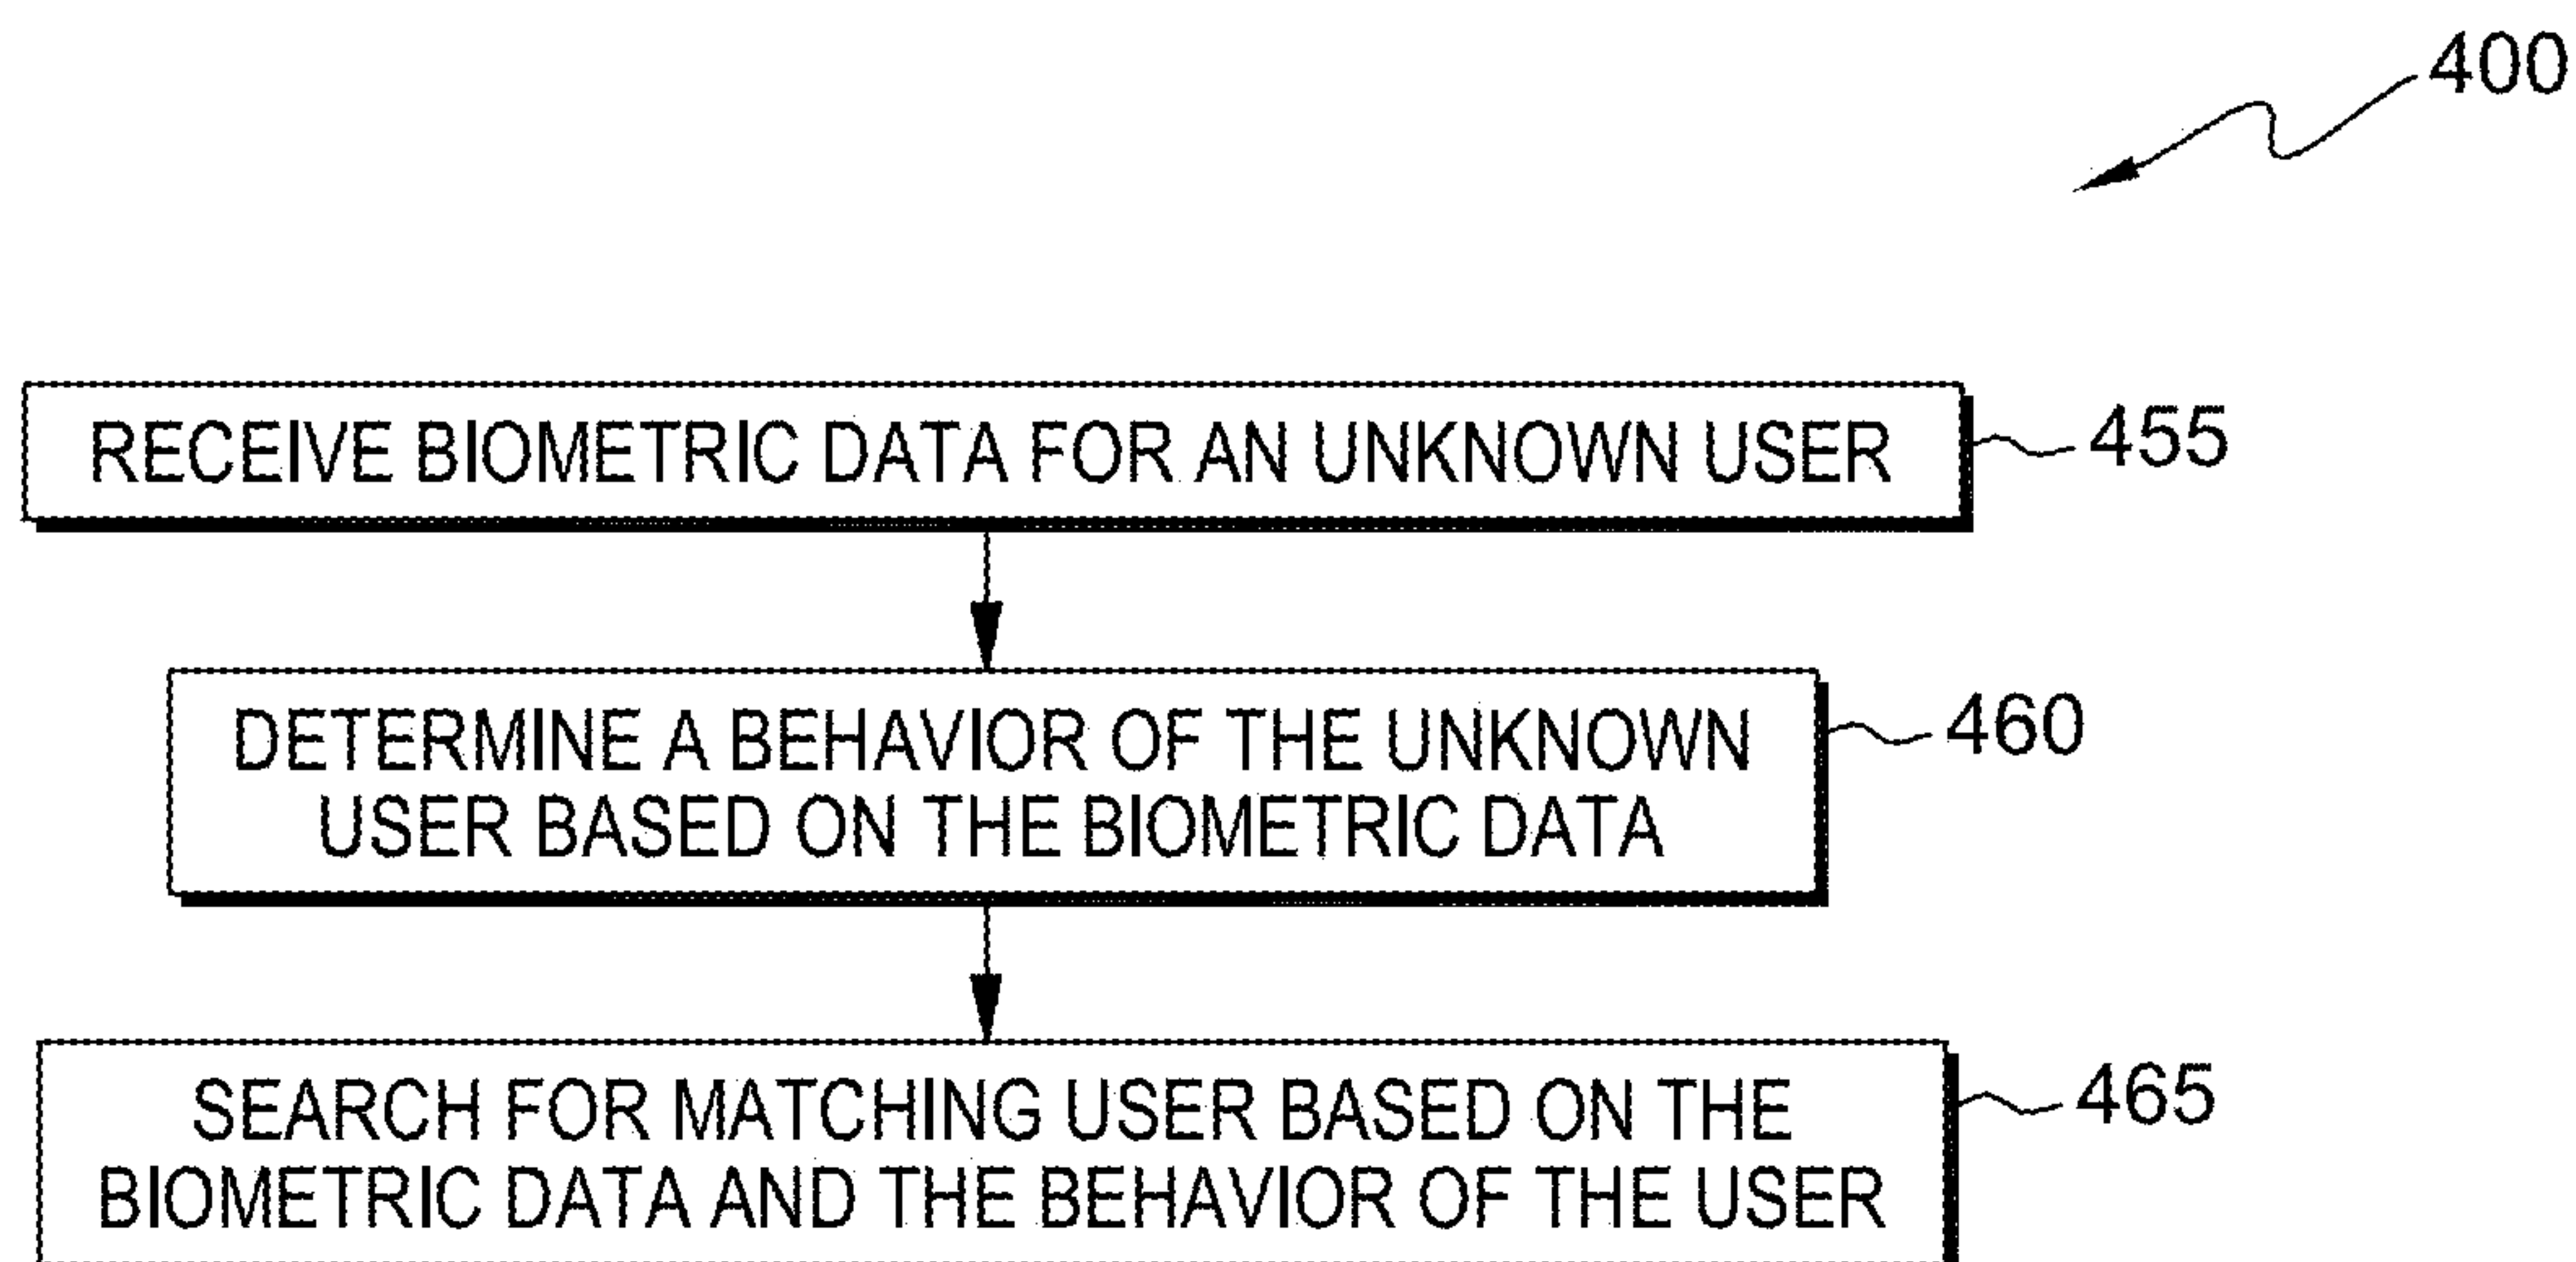 400
RECEIVE BIOMETRIC DATA FOR AN UNKNOWN USER
455
DETERMINE A BEHAVIOR OF THE UNKNOWN
USER BASED ON THE BIOMETRIC DATA
460
SEARCH FOR MATCHING USER BASED ON THE
BIOMETRIC DATA AND THE BEHAVIOR OF THE USER
465